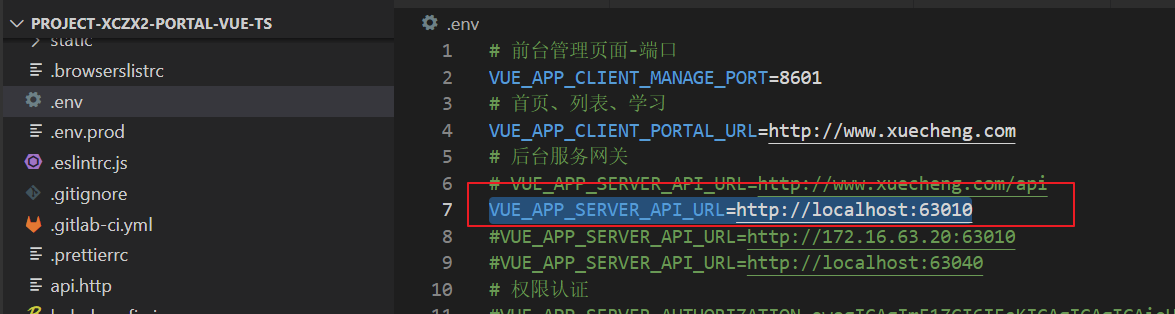 PROJECT-XCZX2-PORTAL-VUE-TS
static
.browserslistrc
.env
.env.prod
.eslintrc.js
.gitignore
.gitlab-ci.yml
.prettierrc
api.http
.env
1 # 前台管理页面-端口
2 VUE_APP_CLIENT_MANAGE_PORT=8601
3 # 首页、列表、学习
4 VUE_APP_CLIENT_PORTAL_URL=http://www.xuecheng.com
5 # 后台服务网关
6 # VUE_APP_SERVER_API_URL=http://www.xuecheng.com/api
7 VUE_APP_SERVER_API_URL=http://localhost:63010
8 #VUE_APP_SERVER_API_URL=http://172.16.63.20:63010
9 #VUE_APP_SERVER_API_URL=http://localhost:63040
10 # 权限认证